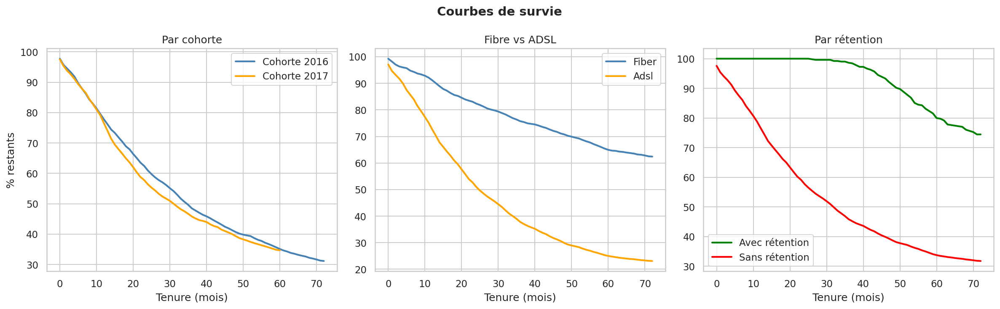 Courbes de survie
Par cohorte
% restants
100
90
80
70
60
50
40
30
Cohorte 2016
Cohorte 2017
0 10 20 30 40 50 60 70
Tenure (mois)
Fibre vs ADSL
100
90
80
70
60
50
40
30
20
Fiber
Adsl
0 10 20 30 40 50 60 70
Tenure (mois)
Par rétention
100
90
80
70
60
50
40
30
Avec rétention
Sans rétention
0 10 20 30 40 50 60 70
Tenure (mois)